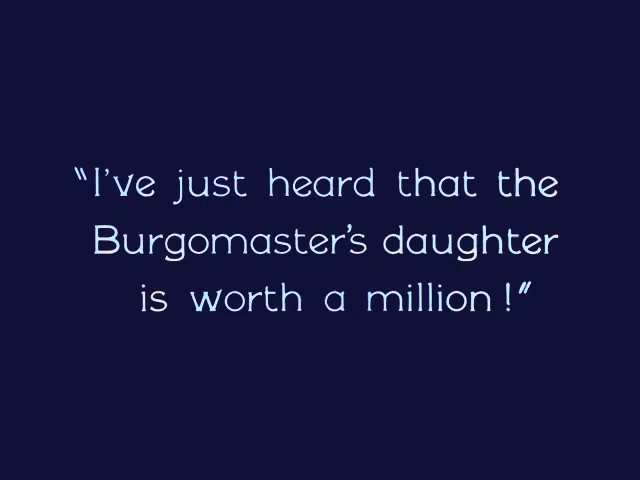 "I've just heard that the
Burgomaster's daughter
is worth a million!"